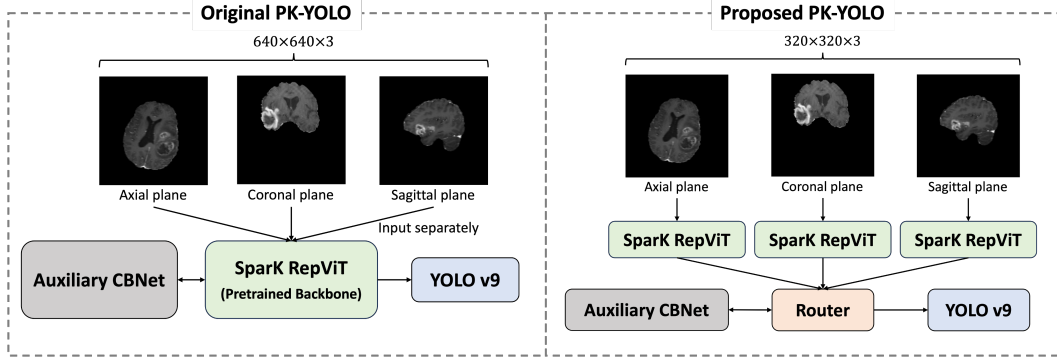 Original PK-YOLO
640×640×3
Axial plane
Coronal plane
Sagittal plane
Input separately
Auxiliary CBNet
SparK RepViT
(Pretrained Backbone)
YOLO v9
Proposed PK-YOLO
320×320×3
Axial plane
Coronal plane
Sagittal plane
SparK RepViT
SparK RepViT
SparK RepViT
Auxiliary CBNet
Router
YOLO v9